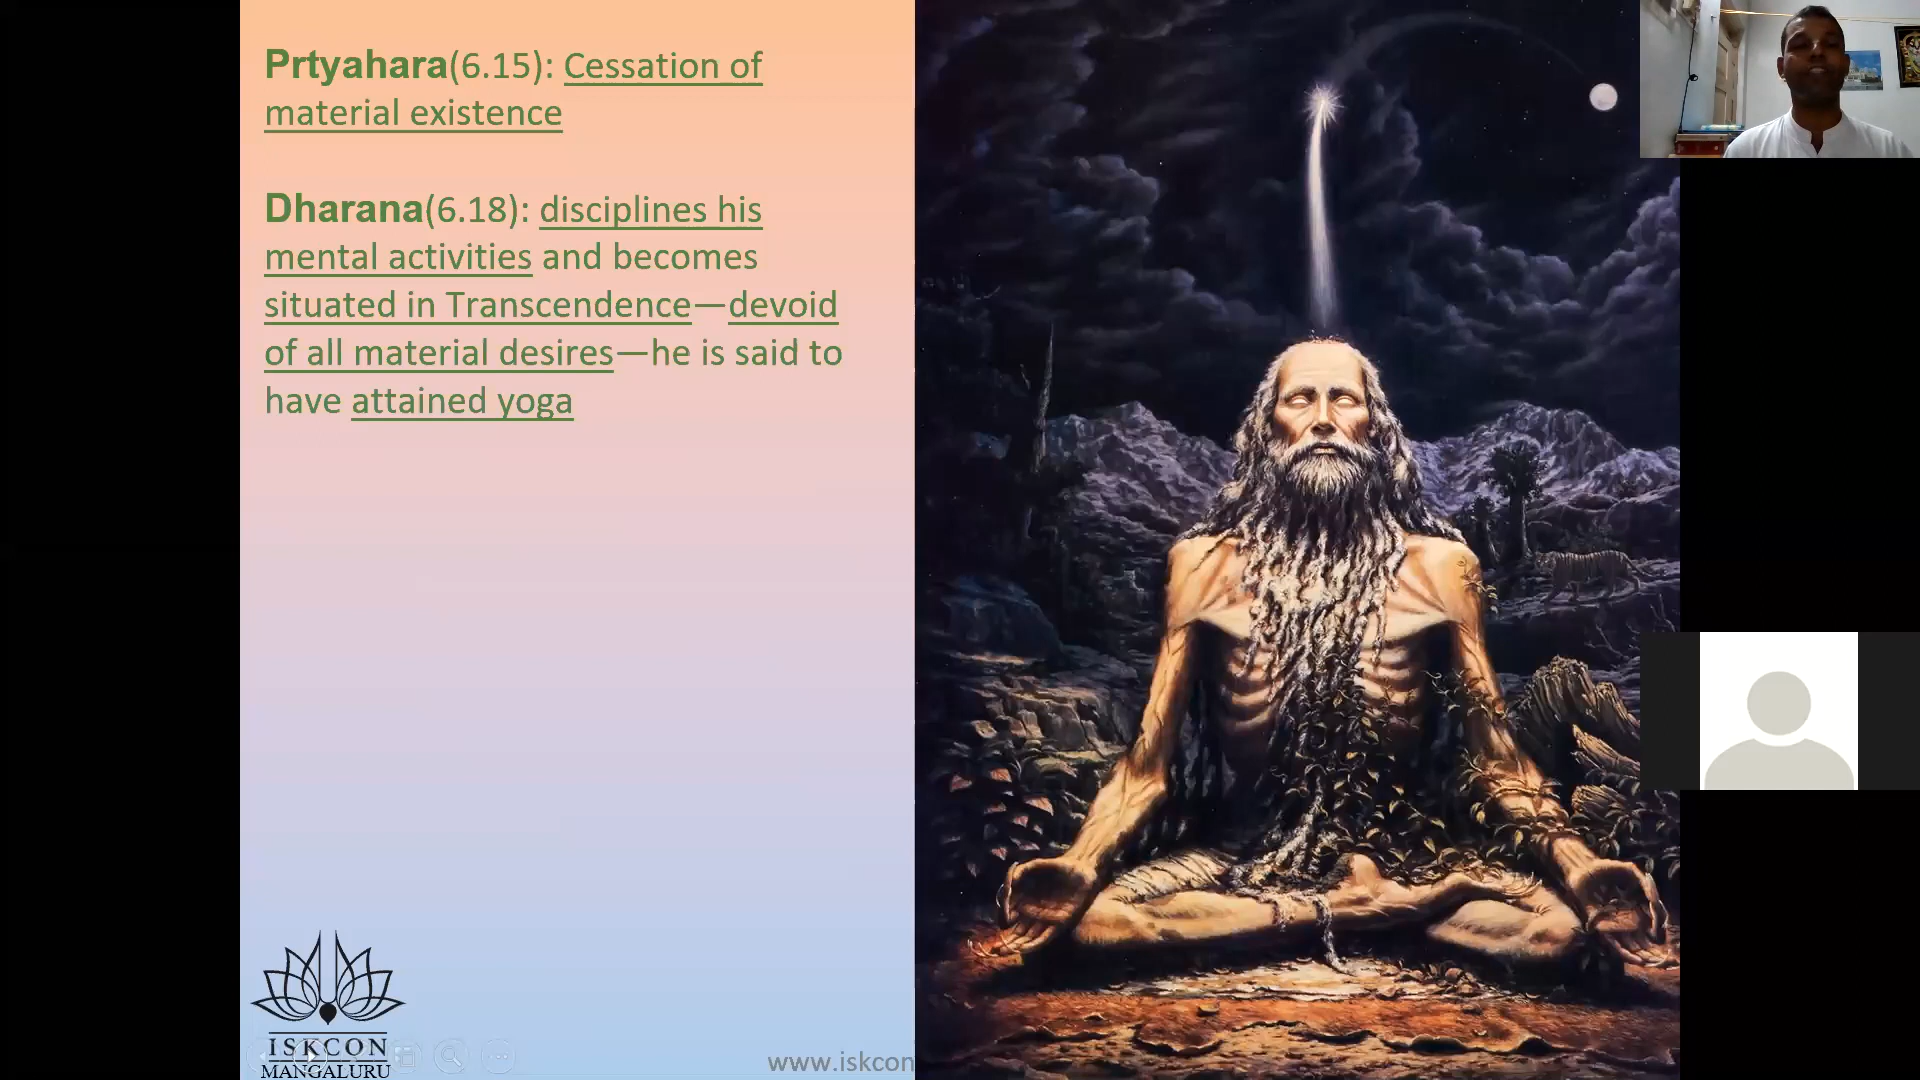 Prtyahara(6.15): Cessation of
material existence
Dharana(6.18): disciplines his
mental activities and becomes
situated in Transcendence—devoid
of all material desires—he is said to
have attained yoga
ISKCON
MANGALURU
www.iskcon